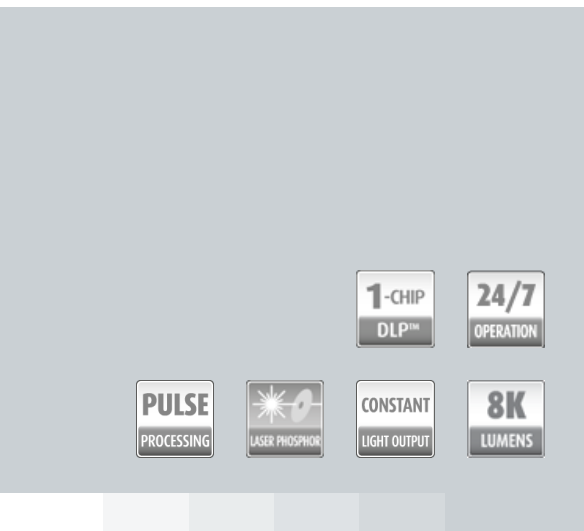 1-CHIP
DLP™
24/7
OPERATION
PULSE
PROCESSING
LASER PHOSPHOR
CONSTANT
LIGHT OUTPUT
8K
LUMENS